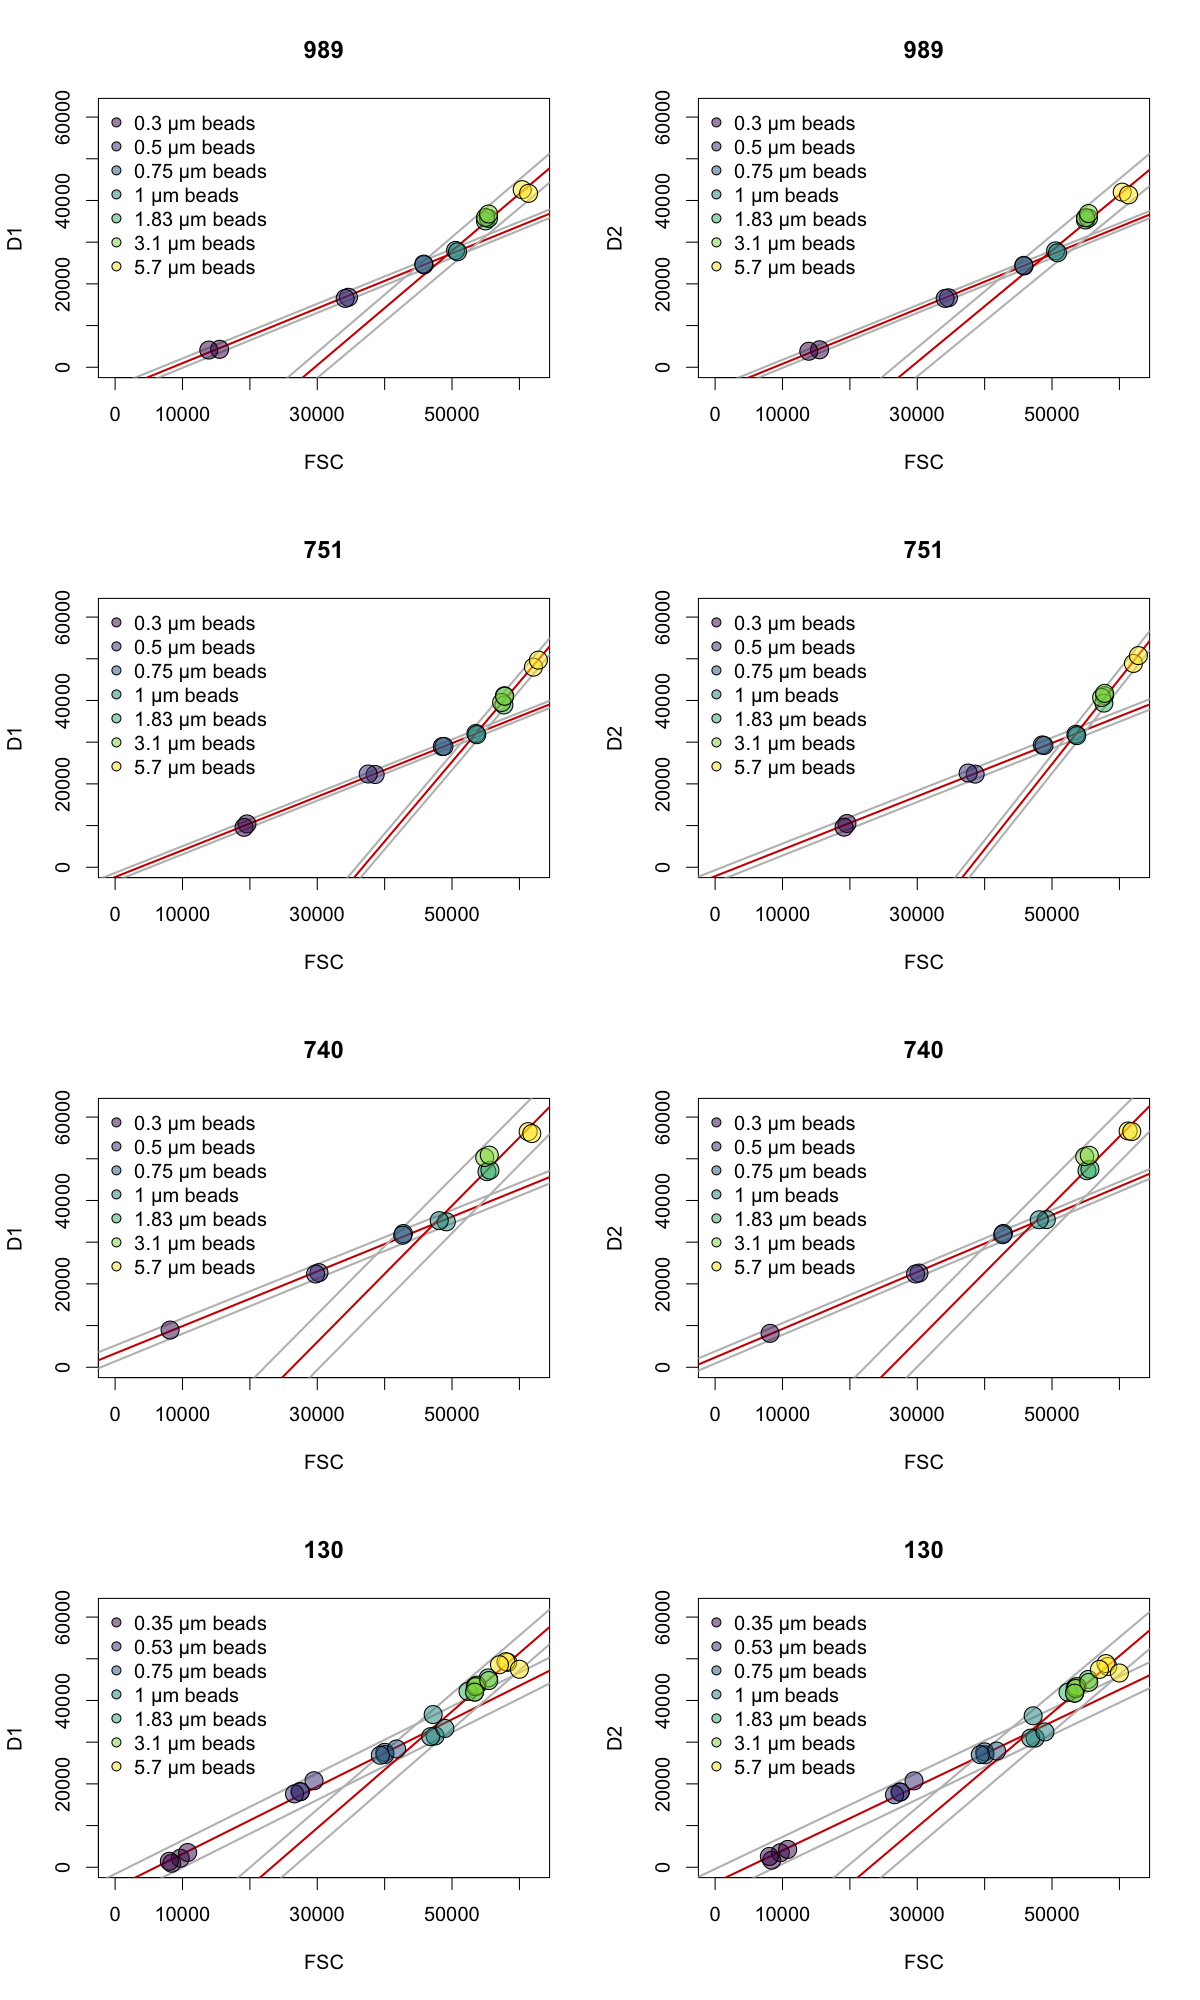 989
D1
60000
40000
20000
0
0.3 µm beads
0.5 µm beads
0.75 µm beads
1 µm beads
1.83 µm beads
3.1 µm beads
5.7 µm beads
0 10000 30000 50000
FSC
989
D2
60000
40000
20000
0
0.3 µm beads
0.5 µm beads
0.75 µm beads
1 µm beads
1.83 µm beads
3.1 µm beads
5.7 µm beads
0 10000 30000 50000
FSC
751
D1
60000
40000
20000
0
0.3 µm beads
0.5 µm beads
0.75 µm beads
1 µm beads
1.83 µm beads
3.1 µm beads
5.7 µm beads
0 10000 30000 50000
FSC
751
D2
60000
40000
20000
0
0.3 µm beads
0.5 µm beads
0.75 µm beads
1 µm beads
1.83 µm beads
3.1 µm beads
5.7 µm beads
0 10000 30000 50000
FSC
740
D1
60000
40000
20000
0
0.3 µm beads
0.5 µm beads
0.75 µm beads
1 µm beads
1.83 µm beads
3.1 µm beads
5.7 µm beads
0 10000 30000 50000
FSC
740
D2
60000
40000
20000
0
0.3 µm beads
0.5 µm beads
0.75 µm beads
1 µm beads
1.83 µm beads
3.1 µm beads
5.7 µm beads
0 10000 30000 50000
FSC
130
D1
60000
40000
20000
0
0.35 µm beads
0.53 µm beads
0.75 µm beads
1 µm beads
1.83 µm beads
3.1 µm beads
5.7 µm beads
0 10000 30000 50000
FSC
130
D2
60000
40000
20000
0
0.35 µm beads
0.53 µm beads
0.75 µm beads
1 µm beads
1.83 µm beads
3.1 µm beads
5.7 µm beads
0 10000 30000 50000
FSC